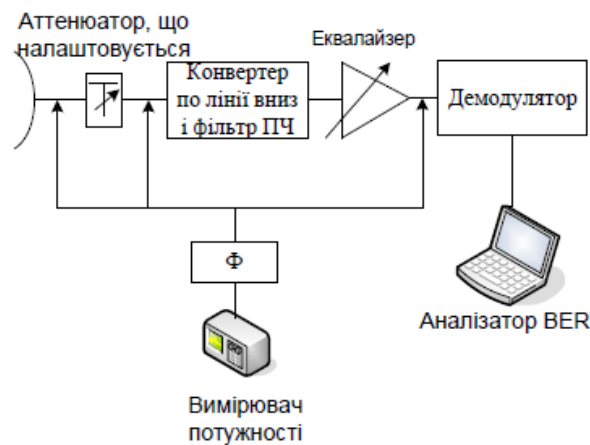 Аттенюатор, що
налаштовується
Еквалайзер
Конвертер
по лінії вниз
і фільтр ПЧ
Демодулятор
Ф
Аналізатор BER
Вимірювач
потужності